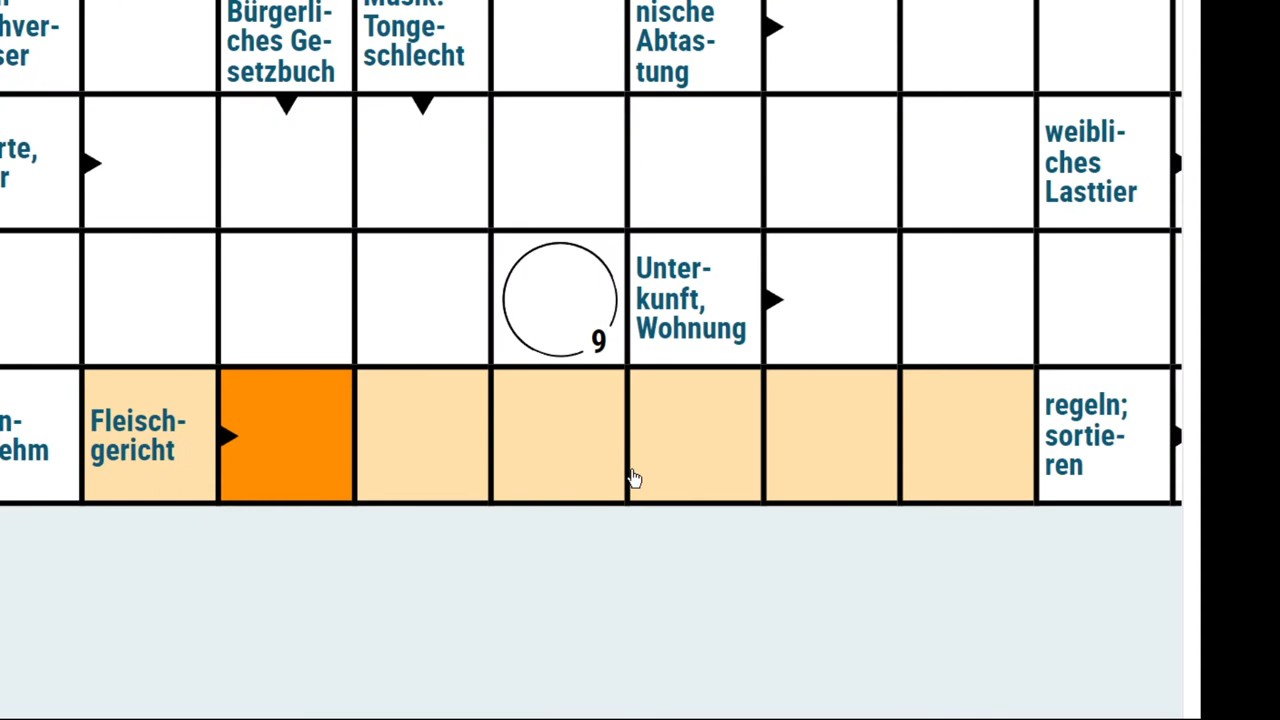 hver-
ser
Bürgerli-
ches Ge-
setzbuch
Tonge-
schlecht
nische
Abtas-
tung
rte,
r
weibli-
ches
Lasttier
9
Unter-
kunft,
Wohnung
n-
ehm
Fleisch-
gericht
regeln;
sortie-
ren